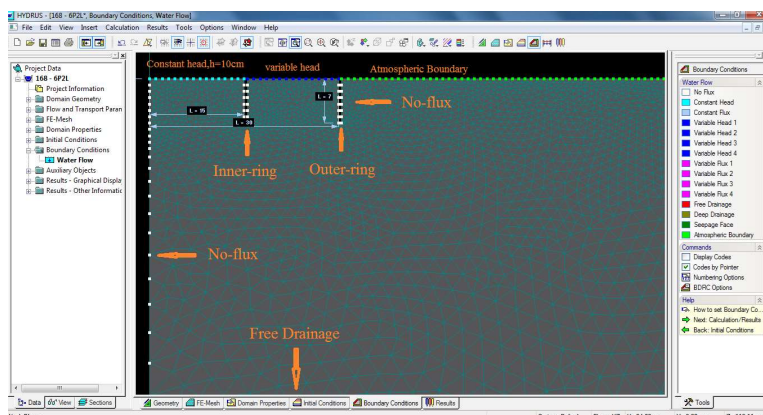 HYDRUS - [168 - 6P2L*, Boundary Conditions, Water Flow]
File Edit View Insert Calculation Results Tools Options Window Help
Project Data
168 - 6P2L
Project Information
Domain Geometry
Flow and Transport Paran
FE-Mesh
Domain Properties
Initial Conditions
Boundary Conditions
Water Flow
Auxiliary Objects
Results - Graphical Displa
Results - Other Informatic
Data View Sections
Constant head,h=10cm
variable head
Atmospheric Boundary
L = 15
L = 30
L = 7
No-flux
Inner-ring
Outer-ring
No-flux
Free Drainage
Geometry FE-Mesh Domain Properties Initial Conditions Boundary Conditions Results
Boundary Conditions
Water Flow
No Flux
Constant Head
Constant Flux
Variable Head 1
Variable Head 2
Variable Head 3
Variable Head 4
Variable Flux 1
Variable Flux 2
Variable Flux 3
Variable Flux 4
Free Drainage
Deep Drainage
Seepage Face
Atmospheric Boundary
Commands
Display Codes
Codes by Pointer
Numbering Options
BDRC Options
Help
How to set Boundary Co...
Next: Calculation/Results
Back: Initial Conditions
Tools